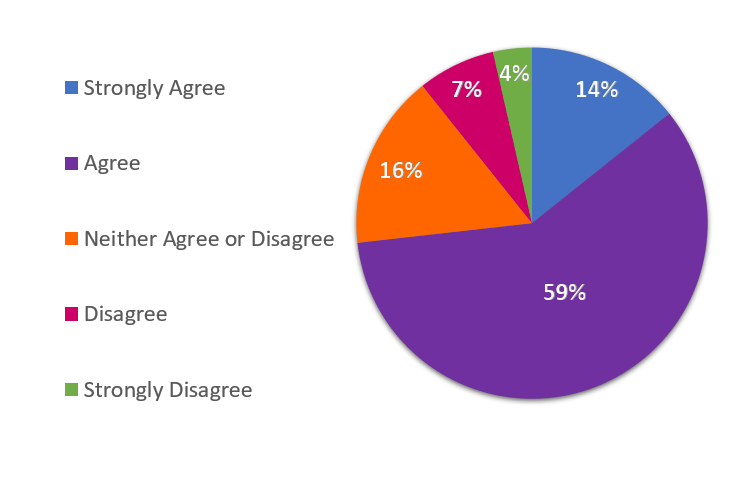 Strongly Agree
Agree
Neither Agree or Disagree
Disagree
Strongly Disagree
4%
14%
7%
16%
59%